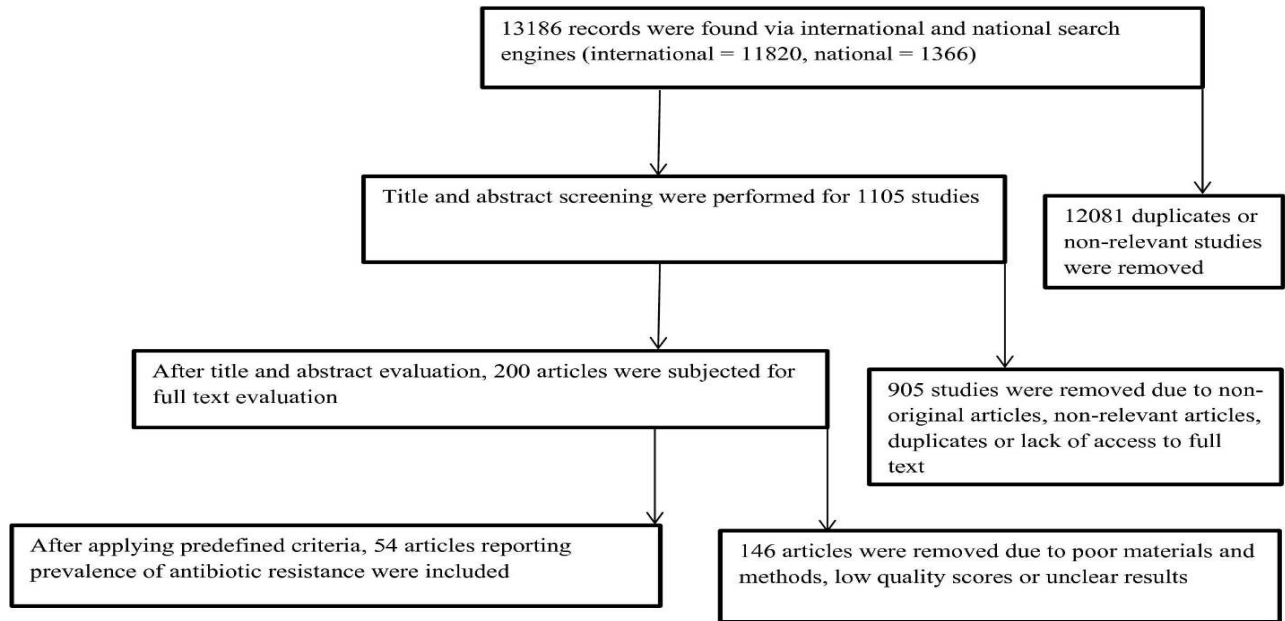 13186 records were found via international and national search
engines (international = 11820, national = 1366)
Title and abstract screening were performed for 1105 studies
12081 duplicates or
non-relevant studies
were removed
After title and abstract evaluation, 200 articles were subjected for
full text evaluation
905 studies were removed due to non-
original articles, non-relevant articles,
duplicates or lack of access to full
text
After applying predefined criteria, 54 articles reporting
prevalence of antibiotic resistance were included
146 articles were removed due to poor materials and
methods, low quality scores or unclear results